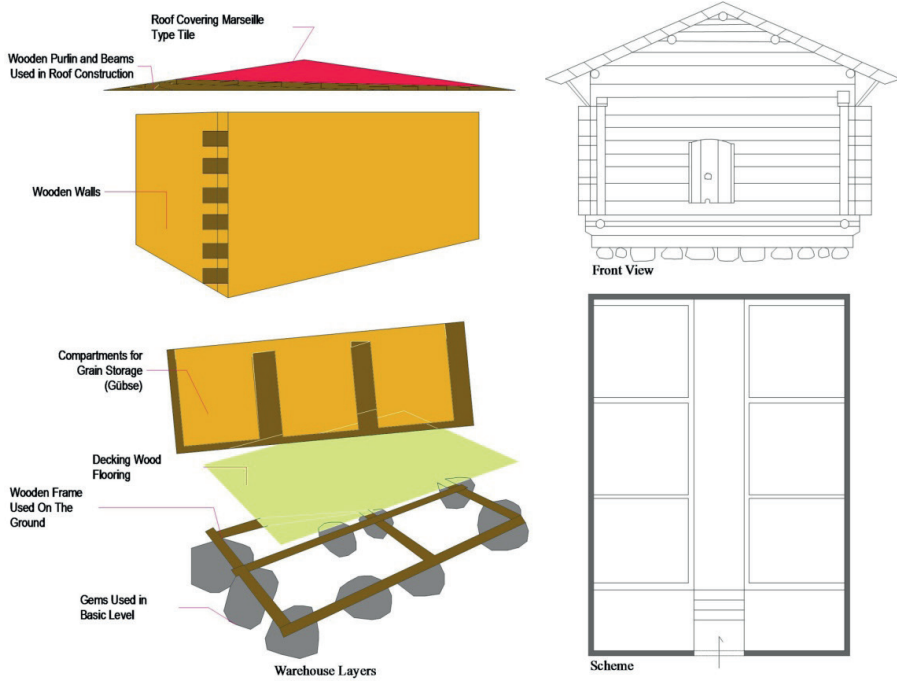 Roof Covering Marseille
Type Tile
Wooden Purlin and Beams
Used in Roof Construction
Wooden Walls
Front View
Compartments for
Grain Storage
(Gübse)
Decking Wood
Flooring
Wooden Frame
Used On The
Ground
Gems Used in
Basic Level
Warehouse Layers
Scheme